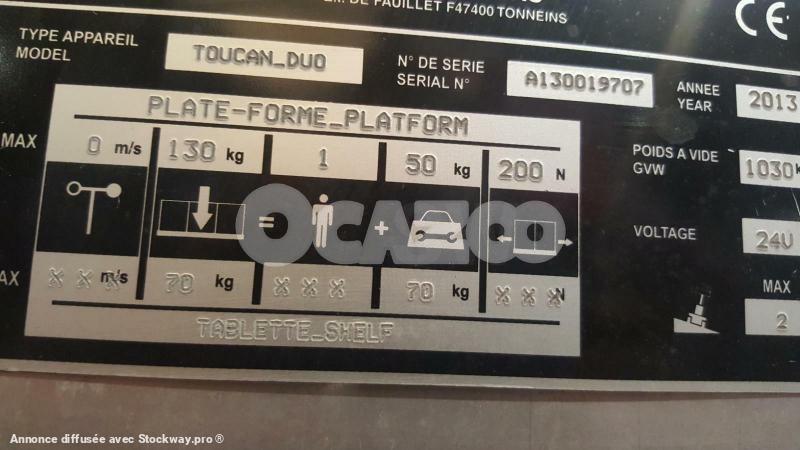 DE FAUILLET F47400 TONNEINS
CE
TYPE APPAREIL
MODEL
TOUCAN_DUO
N° DE SERIE
SERIAL N°
A130019707
ANNEE
YEAR
2013
PLATE-FORME_PLATFORM
MAX
0 m/s
130 kg
1
50 kg
200 N
POIDS A VIDE
GVW
1030
= + 
OCAZOO
VOLTAGE
24V
AX
X X X m/s
70 kg
X X X
70 kg
X X X N
MAX
2
TABLETTE_SHELF
Annonce diffusée avec Stockway.pro ®